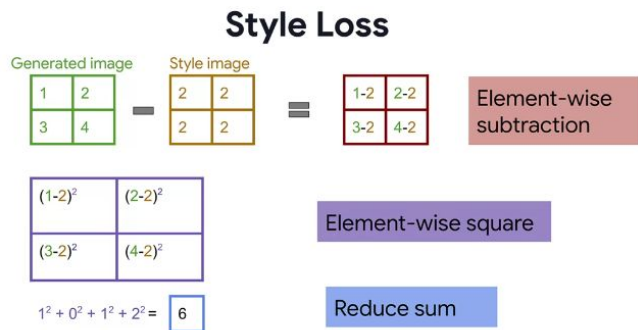 Style Loss
Generated image
Style image
1 2
2 2
1-2 2-2
3 4
2 2
3-2 4-2
Element-wise
subtraction
(1-2)² (2-2)²
(3-2)² (4-2)²
Element-wise square
1² + 0² + 1² + 2² = 6
Reduce sum